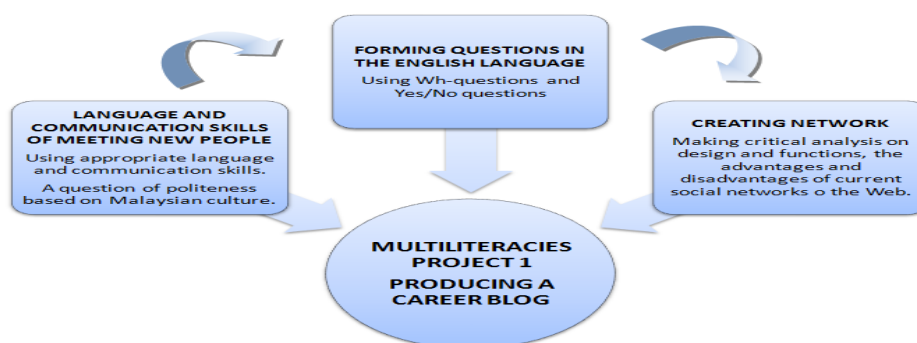 FORMING QUESTIONS IN
THE ENGLISH LANGUAGE
Using Wh-questions and
Yes/No questions
LANGUAGE AND
COMMUNICATION SKILLS
OF MEETING NEW PEOPLE
Using appropriate language
and communication skills.
A question of politeness
based on Malaysian culture.
CREATING NETWORK
Making critical analysis on
design and functions, the
advantages and
disadvantages of current
social networks o the Web.
MULTILITERACIES
PROJECT 1
PRODUCING A
CAREER BLOG